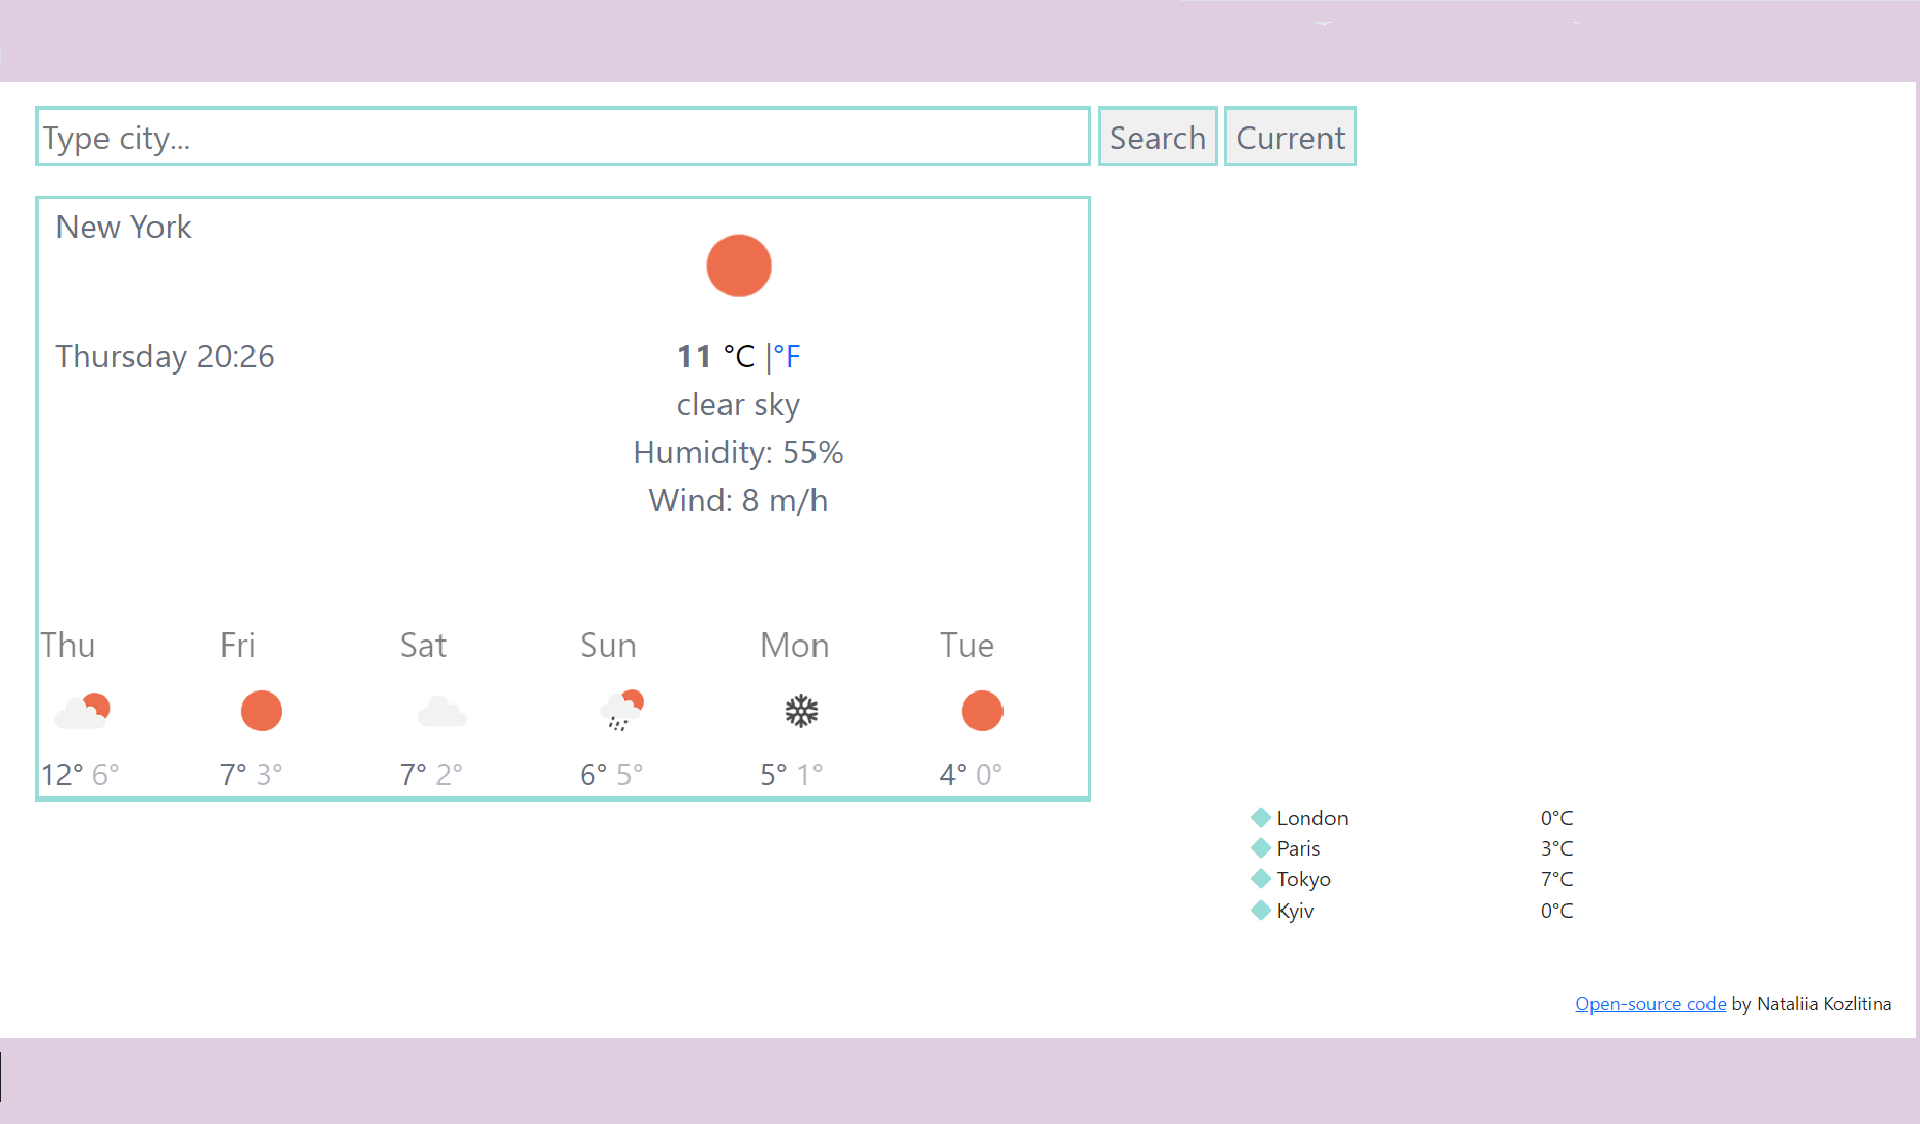 Type city...
Search
Current
New York
Thursday 20:26
11 °C |°F
clear sky
Humidity: 55%
Wind: 8 m/h
Thu Fri Sat Sun Mon Tue
12° 6° 7° 3° 7° 2° 6° 5° 5° 1° 4° 0°
London 0°C
Paris 3°C
Tokyo 7°C
Kyiv 0°C
Open-source code by Nataliia Kozlitina